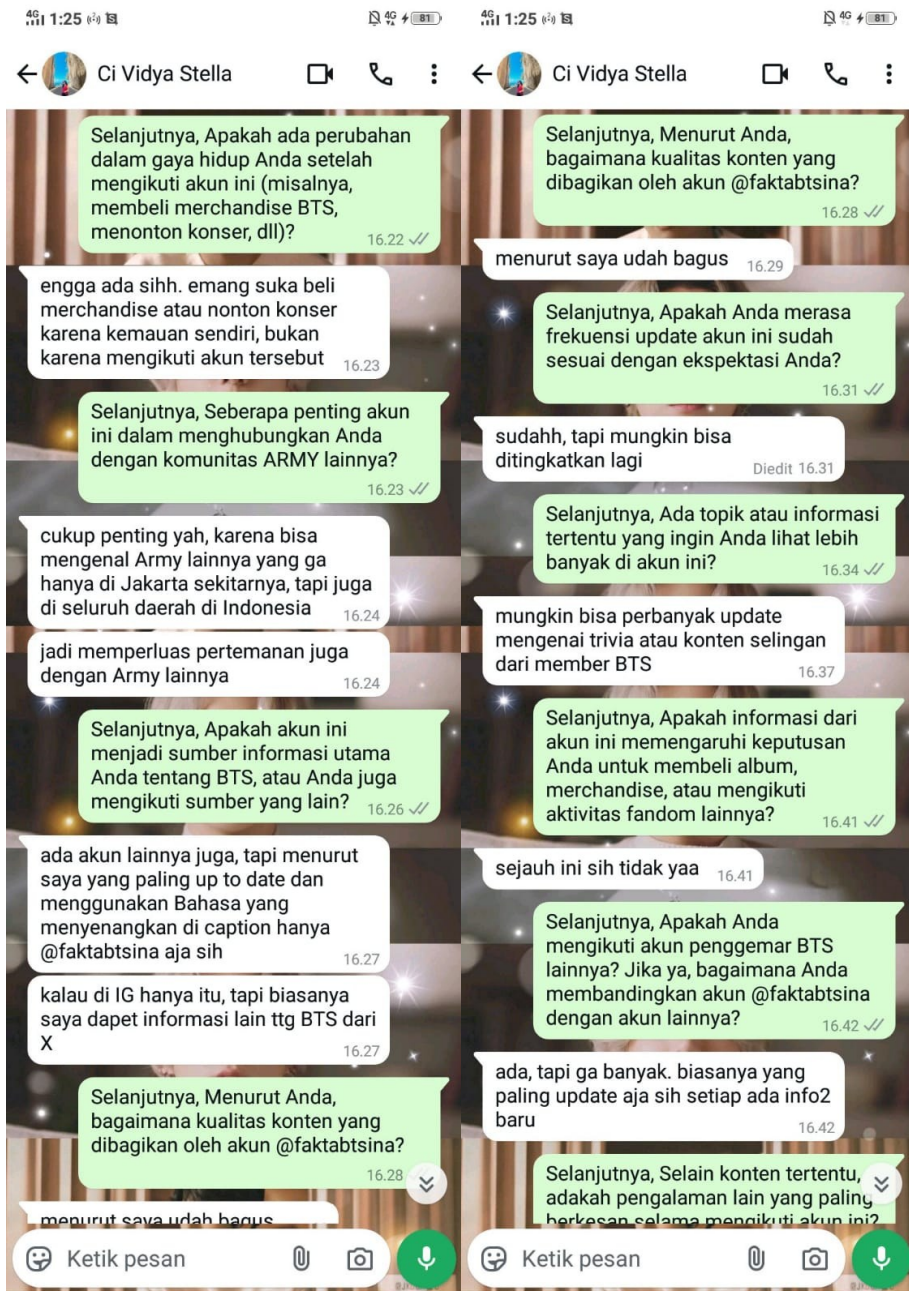 4G 1:25
4G 81
Ci Vidya Stella
Selanjutnya, Apakah ada perubahan
dalam gaya hidup Anda setelah
mengikuti akun ini (misalnya,
membeli merchandise BTS,
menonton konser, dll)?
16.22
engga ada sihh. emang suka beli
merchandise atau nonton konser
karena kemauan sendiri, bukan
karena mengikuti akun tersebut
16.23
Selanjutnya, Seberapa penting akun
ini dalam menghubungkan Anda
dengan komunitas ARMY lainnya?
16.23
cukup penting yah, karena bisa
mengenal Army lainnya yang ga
hanya di Jakarta sekitarnya, tapi juga
di seluruh daerah di Indonesia
16.24
jadi memperluas pertemanan juga
dengan Army lainnya
16.24
Selanjutnya, Apakah akun ini
menjadi sumber informasi utama
Anda tentang BTS, atau Anda juga
mengikuti sumber yang lain?
16.26
ada akun lainnya juga, tapi menurut
saya yang paling up to date dan
menggunakan Bahasa yang
menyenangkan di caption hanya
@faktabtsina aja sih
16.27
kalau di IG hanya itu, tapi biasanya
saya dapet informasi lain ttg BTS dari
X
16.27
Selanjutnya, Menurut Anda,
bagaimana kualitas konten yang
dibagikan oleh akun @faktabtsina?
16.28
menurut saya udah bagus
Ketik pesan
4G 1:25
4G 81
Ci Vidya Stella
Selanjutnya, Menurut Anda,
bagaimana kualitas konten yang
dibagikan oleh akun @faktabtsina?
16.28
menurut saya udah bagus
16.29
Selanjutnya, Apakah Anda merasa
frekuensi update akun ini sudah
sesuai dengan ekspektasi Anda?
16.31
sudahh, tapi mungkin bisa
ditingkatkan lagi
Diedit 16.31
Selanjutnya, Ada topik atau informasi
tertentu yang ingin Anda lihat lebih
banyak di akun ini?
16.34
mungkin bisa perbanyak update
mengenai trivia atau konten selingan
dari member BTS
16.37
Selanjutnya, Apakah informasi dari
akun ini memengaruhi keputusan
Anda untuk membeli album,
merchandise, atau mengikuti
aktivitas fandom lainnya?
16.41
sejauh ini sih tidak yaa
16.41
Selanjutnya, Apakah Anda
mengikuti akun penggemar BTS
lainnya? Jika ya, bagaimana Anda
membandingkan akun @faktabtsina
dengan akun lainnya?
16.42
ada, tapi ga banyak. biasanya yang
paling update aja sih setiap ada info2
baru
16.42
Selanjutnya, Selain konten tertentu,
adakah pengalaman lain yang paling
berkesan selama mengikuti akun ini?
Ketik pesan